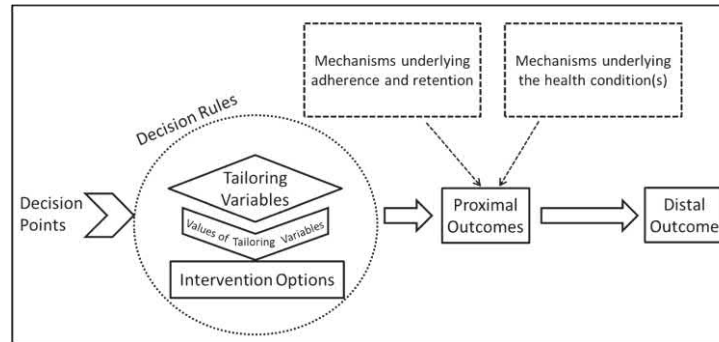 Mechanisms underlying
adherence and retention
Mechanisms underlying
the health condition(s)
Decision Rules
Decision
Points
Tailoring
Variables
Values of Tailoring Variables
Intervention Options
Proximal
Outcomes
Distal
Outcome